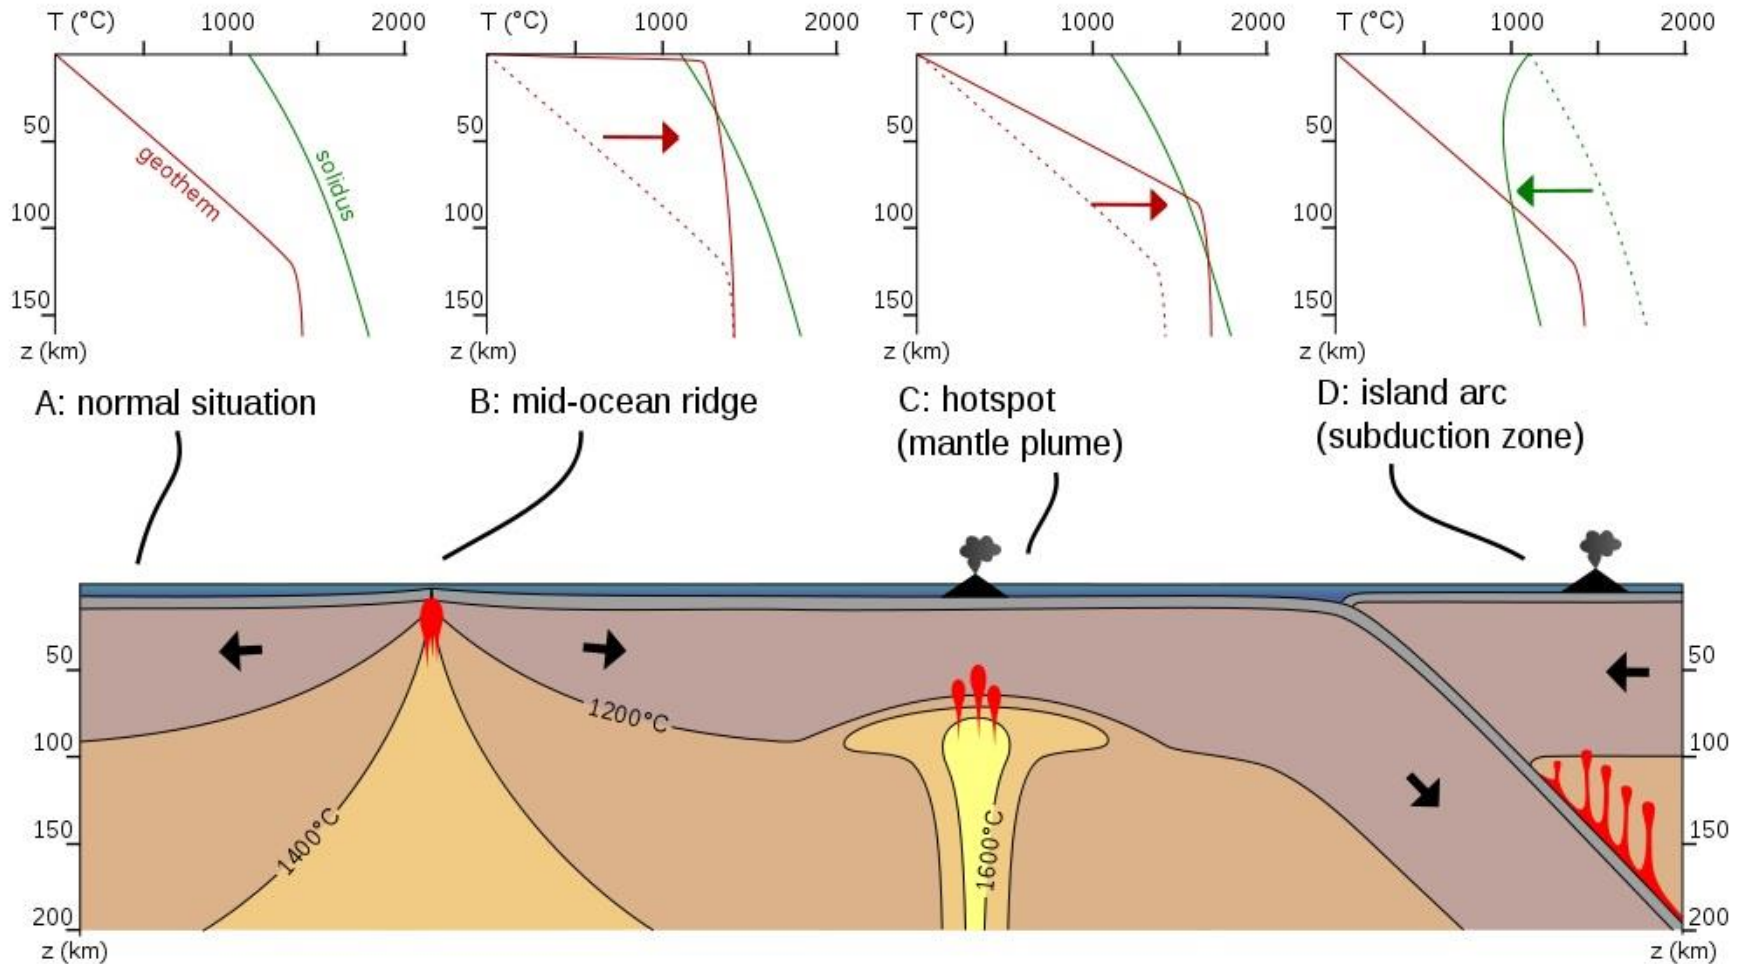 T (°C) 1000 2000
50
100
150
z (km)
geotherm
solidus
T (°C) 1000 2000
50
100
150
z (km)
T (°C) 1000 2000
50
100
150
z (km)
T (°C) 1000 2000
50
100
150
z (km)
A: normal situation
B: mid-ocean ridge
C: hotspot
(mantle plume)
D: island arc
(subduction zone)
50
100
150
200
z (km)
1400°C
1200°C
1600°C
50
100
150
200
z (km)